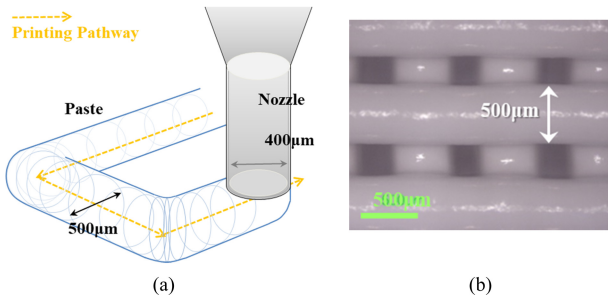 Printing Pathway
Paste
Nozzle
400μm
500μm
(a)
500μm
500μm
(b)